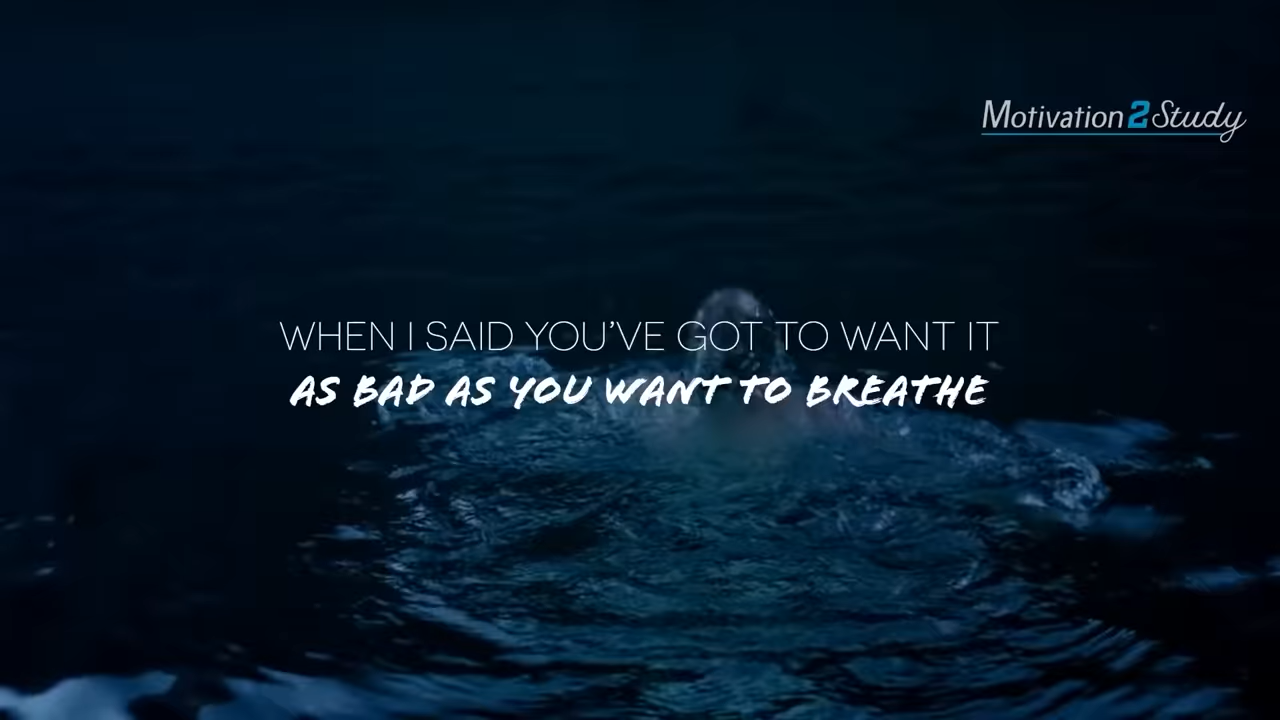 Motivation2Study
WHEN I SAID YOU'VE GOT TO WANT IT
AS BAD AS YOU WANT TO BREATHE